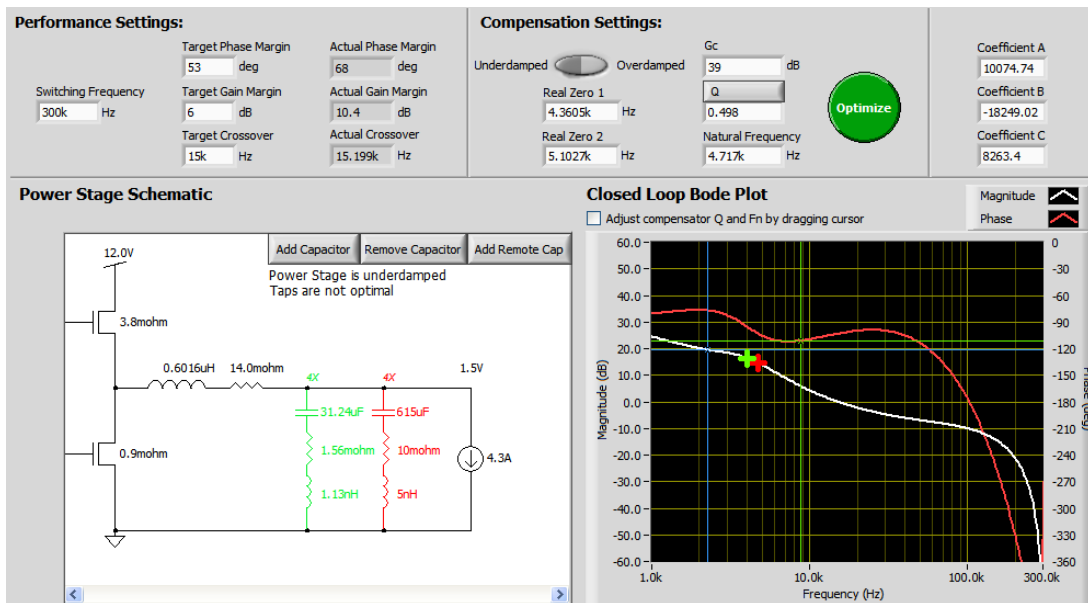 Performance Settings:
Compensation Settings:
Target Phase Margin
Actual Phase Margin
Gc
53 deg
68 deg
Underdamped
Overdamped
39 dB
Coefficient A
10074.74
Switching Frequency
300k Hz
Target Gain Margin
6 dB
Actual Gain Margin
10.4 dB
Real Zero 1
4.3605k Hz
Q
0.498
Optimize
Coefficient B
-18249.02
Target Crossover
15k Hz
Actual Crossover
15.199k Hz
Real Zero 2
5.1027k Hz
Natural Frequency
4.717k Hz
Coefficient C
8263.4
Power Stage Schematic
Add Capacitor
Remove Capacitor
Add Remote Cap
Power Stage is underdamped
Taps are not optimal
12.0V
3.8mohm
0.6016uH
14.0mohm
4X
4X
1.5V
31.24uF
615uF
0.9mohm
1.56mohm
10mohm
4.3A
1.13nH
5nH
Closed Loop Bode Plot
Magnitude
Adjust compensator Q and Fn by dragging cursor
Phase
Magnitude (dB)
60.0
50.0
40.0
30.0
20.0
10.0
0.0
-10.0
-20.0
-30.0
-40.0
-50.0
-60.0
0
-30
-60
-90
-120
-150
-180
-210
-240
-270
-300
-330
-360
Phase (deg)
1.0k
10.0k
100.0k
300.0k
Frequency (Hz)